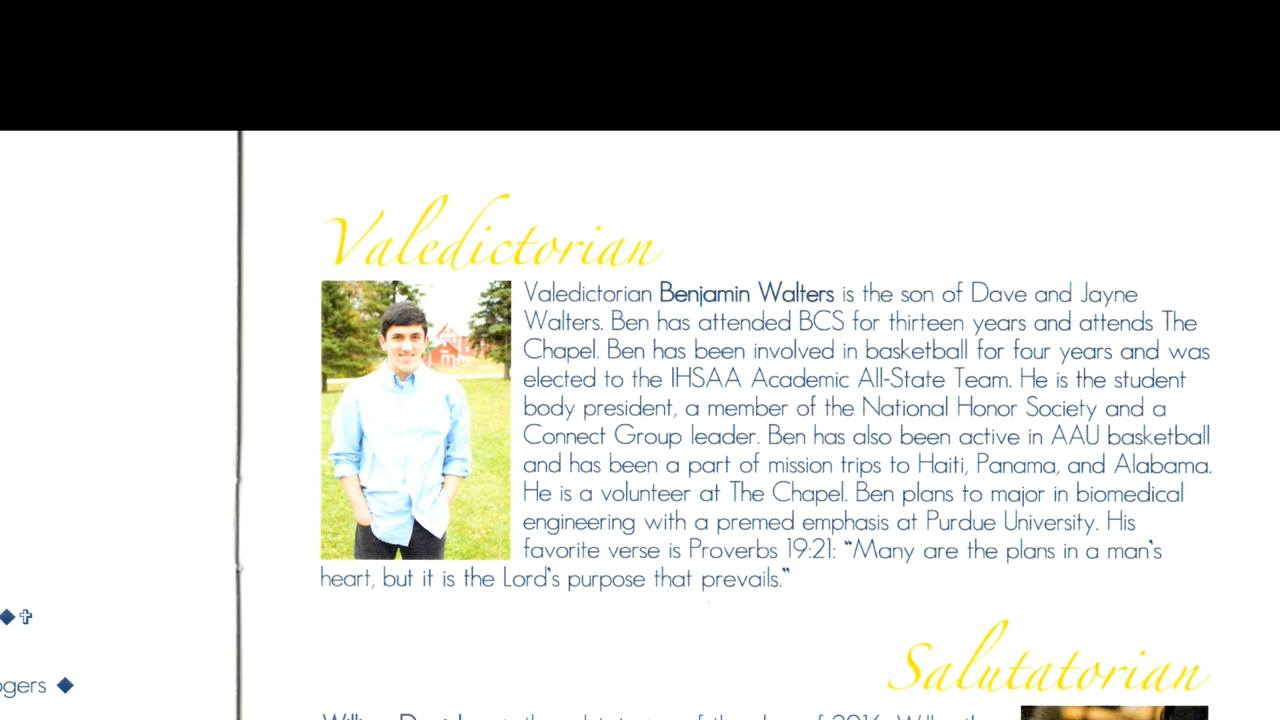 Valedictorian
Valedictorian Benjamin Walters is the son of Dave and Jayne
Walters. Ben has attended BCS for thirteen years and attends The
Chapel. Ben has been involved in basketball for four years and was
elected to the IHSAA Academic All-State Team. He is the student
body president, a member of the National Honor Society and a
Connect Group leader. Ben has also been active in AAU basketball
and has been a part of mission trips to Haiti, Panama, and Alabama.
He is a volunteer at The Chapel. Ben plans to major in biomedical
engineering with a premed emphasis at Purdue University. His
favorite verse is Proverbs 19:21: “Many are the plans in a man's
heart, but it is the Lord's purpose that prevails.”
◆✞
ogers ◆
Salutatorian